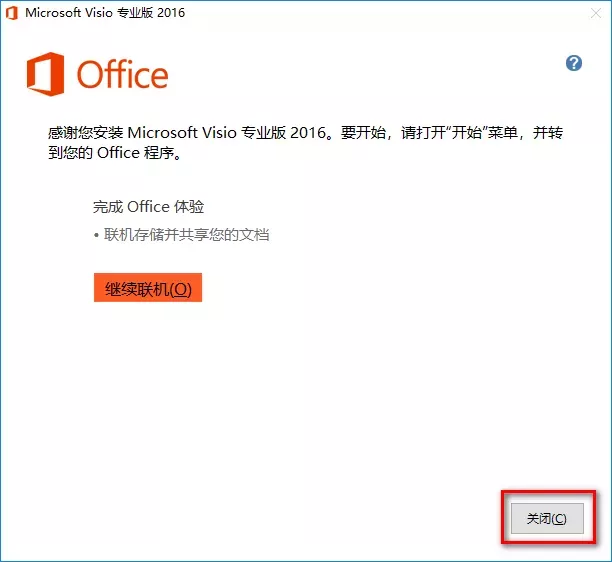 Microsoft Visio 专业版 2016
Office
?
感谢您安装 Microsoft Visio 专业版 2016。要开始，请打开“开始”菜单，并转
到您的 Office 程序。
完成 Office 体验
• 联机存储并共享您的文档
继续联机(O)
关闭(C)